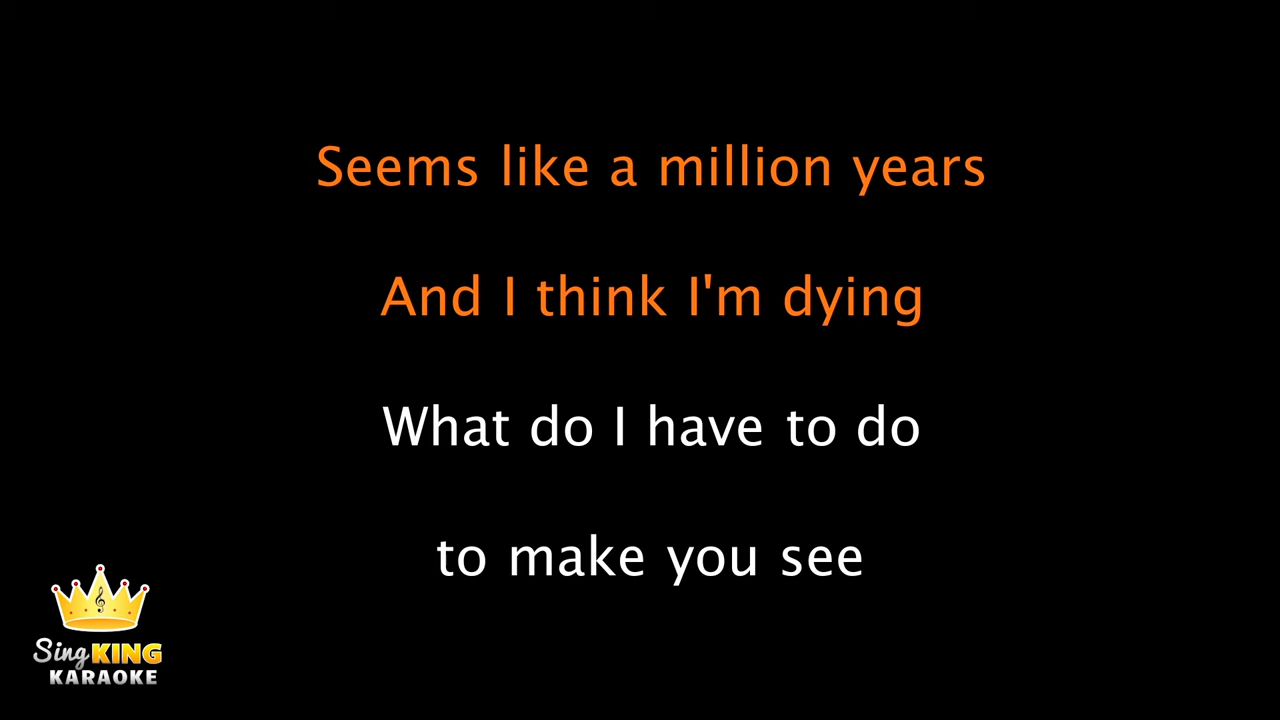 Seems like a million years
And I think I'm dying
What do I have to do
to make you see
Sing KING
KARAOKE